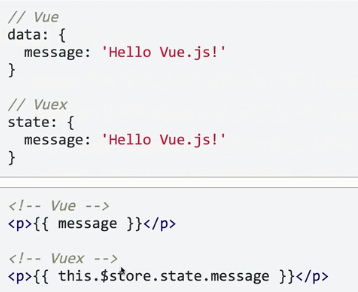 // Vue
data: {
  message: 'Hello Vue.js!'
}
// Vuex
state: {
  message: 'Hello Vue.js!'
}
<!-- Vue -->
<p>{{ message }}</p>
<!-- Vuex -->
<p>{{ this.$store.state.message }}</p>